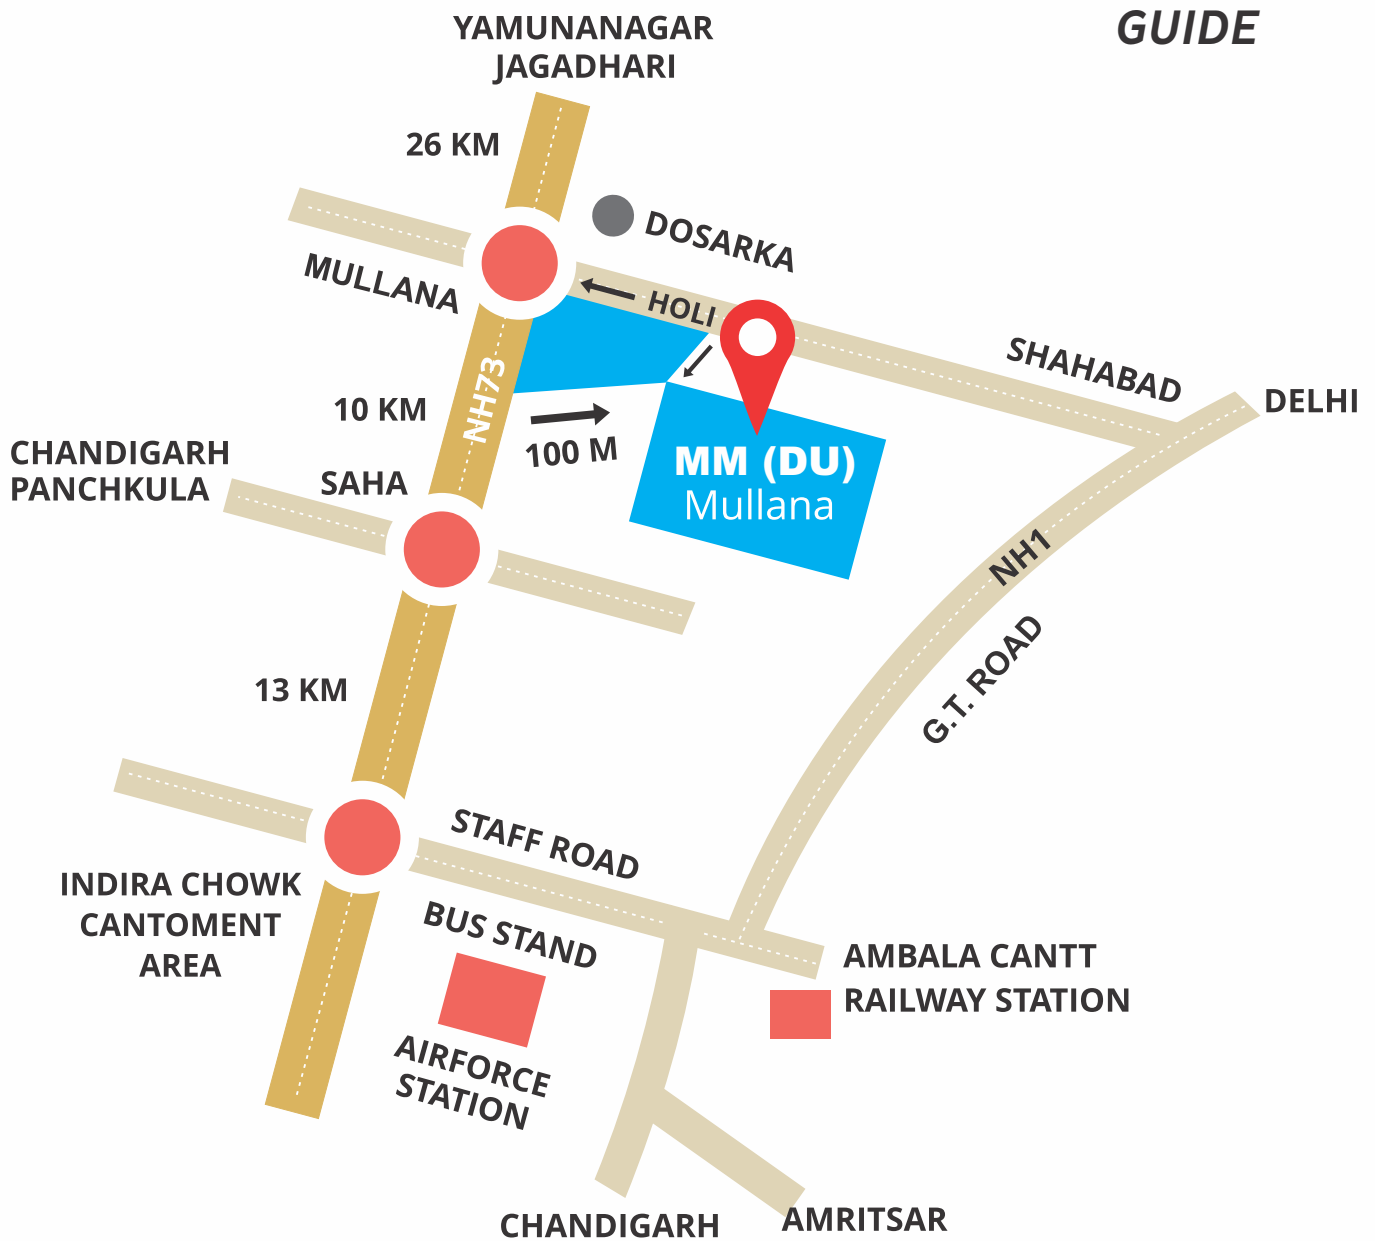 GUIDE
YAMUNANAGAR
JAGADHARI
26 KM
DOSARKA
MULLANA
HOLI
SHAHABAD
DELHI
NH73
10 KM
100 M
CHANDIGARH
PANCHKULA
SAHA
MM (DU)
Mullana
NH1
G.T. ROAD
13 KM
STAFF ROAD
INDIRA CHOWK
CANTOMENT
AREA
BUS STAND
AMBALA CANTT
RAILWAY STATION
AIRFORCE
STATION
CHANDIGARH
AMRITSAR